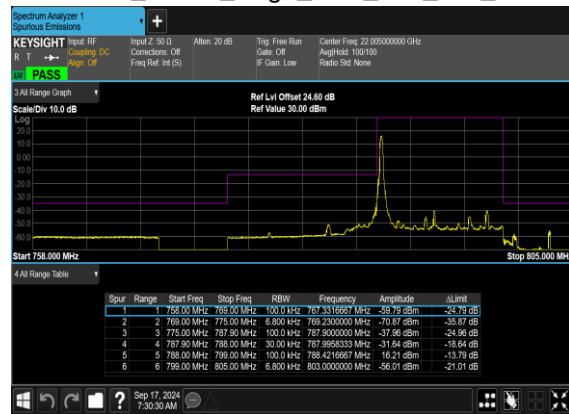 Spectrum Analyzer 1
Spurious Emissions
KEYSIGHT Input: RF Input Z: 50 Ω Atten: 20 dB Trig: Free Run Center Freq: 22.005000000 GHz
R T Coupling: DC Corrections: Off Gate: Off Avg|Hold: 100/100
Align: Off Freq Ref: Int (S) IF Gain: Low Radio Std: None
PASS
3 All Range Graph
Ref Lvl Offset 24.60 dB
Scale/Div 10.0 dB Ref Value 30.00 dBm
Log
20.0
10.0
0.00
-10.0
-20.0
-30.0
-40.0
-50.0
-60.0
Start 758.000 MHz Stop 805.000 MHz
4 All Range Table
Spur Range Start Freq Stop Freq RBW Frequency Amplitude ΔLimit
1 1 758.00 MHz 769.00 MHz 100.0 kHz 767.3316667 MHz -59.79 dBm -24.79 dB
2 2 769.00 MHz 775.00 MHz 6.800 kHz 769.2300000 MHz -70.87 dBm -35.87 dB
3 3 775.00 MHz 787.90 MHz 100.0 kHz 787.9000000 MHz -37.96 dBm -24.96 dB
4 4 787.90 MHz 788.00 MHz 30.00 kHz 787.9958333 MHz -31.64 dBm -18.64 dB
5 5 788.00 MHz 799.00 MHz 100.0 kHz 788.4216667 MHz 16.21 dBm -13.79 dB
6 6 799.00 MHz 805.00 MHz 6.800 kHz 803.0000000 MHz -56.01 dBm -21.01 dB
Sep 17, 2024
7:30:30 AM